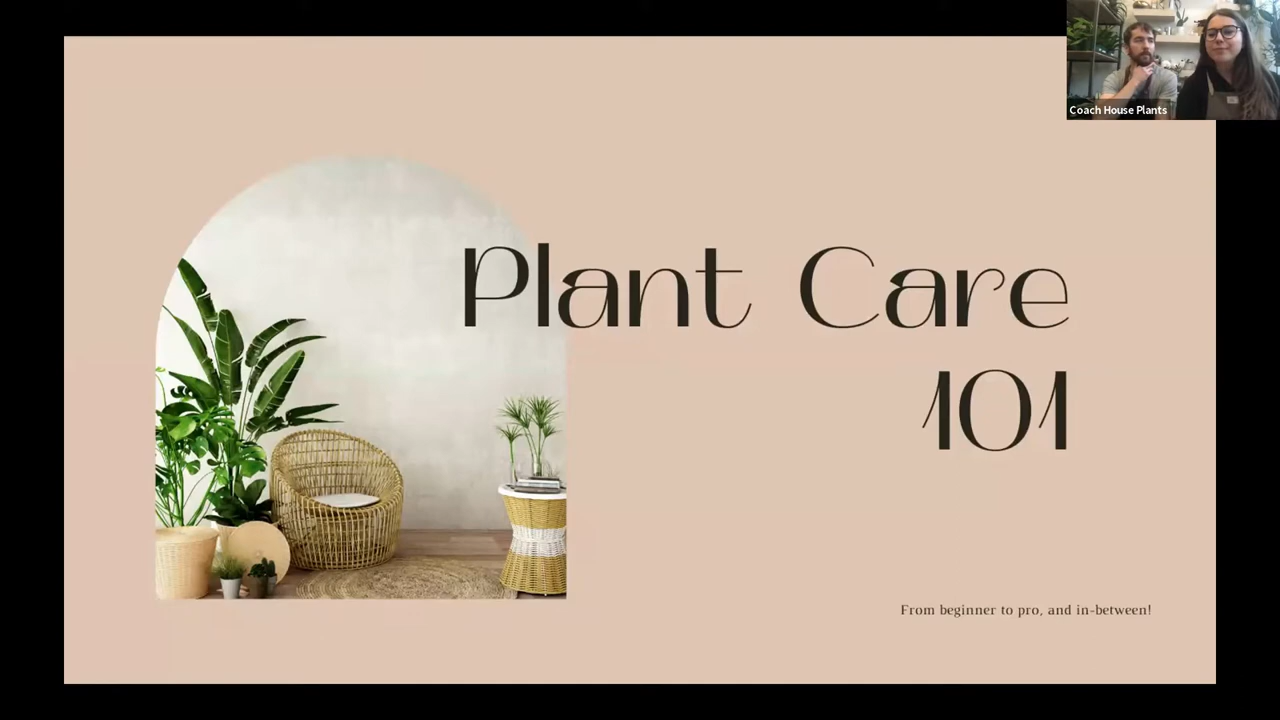 Coach House Plants
Plant Care
101
From beginner to pro, and in-between!